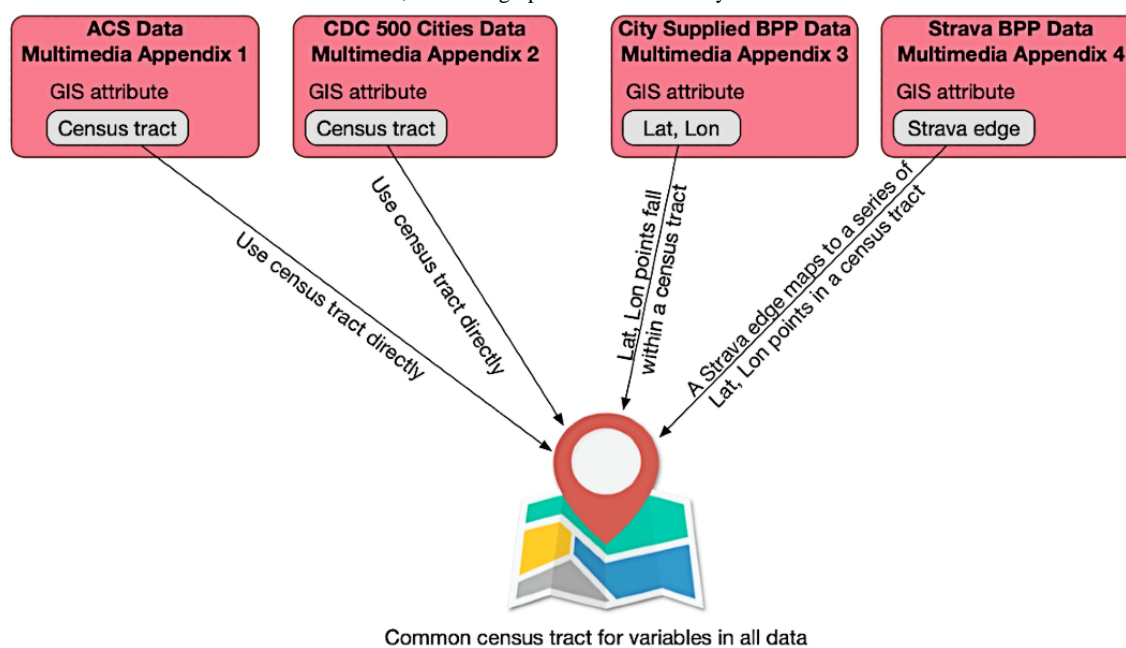 ACS Data
Multimedia Appendix 1
GIS attribute
Census tract
CDC 500 Cities Data
Multimedia Appendix 2
GIS attribute
Census tract
City Supplied BPP Data
Multimedia Appendix 3
GIS attribute
Lat, Lon
Strava BPP Data
Multimedia Appendix 4
GIS attribute
Strava edge
Use census tract directly
Use census tract directly
Lat, Lon points fall
within a census tract
A Strava edge maps to a series of
Lat, Lon points in a census tract
Common census tract for variables in all data